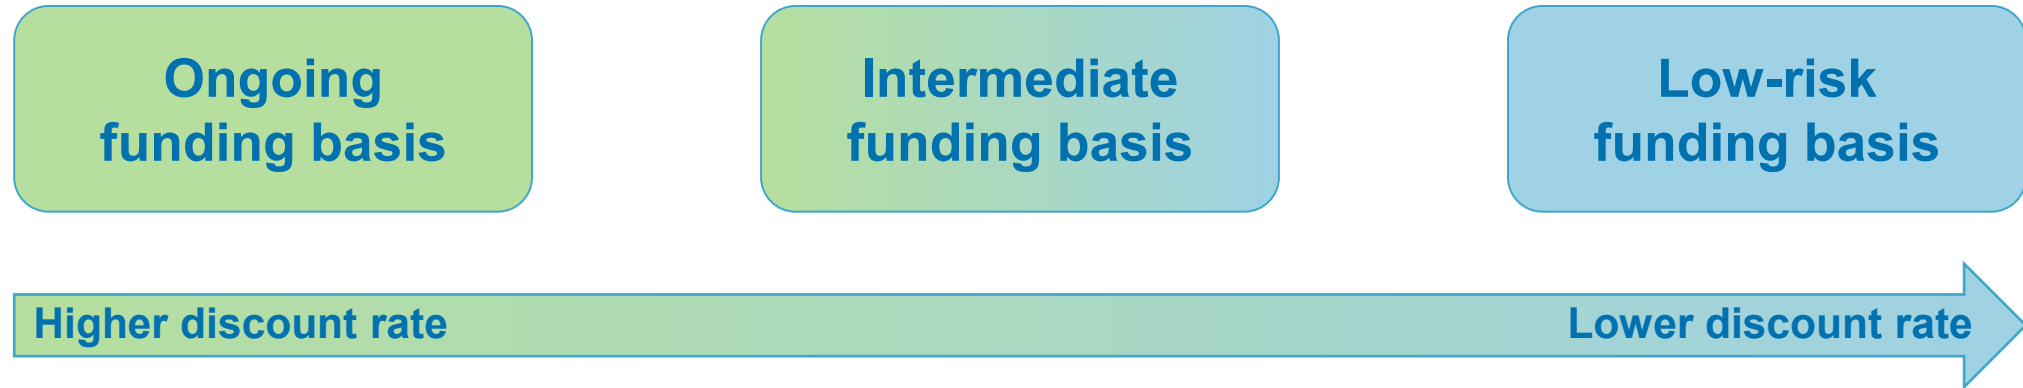 Ongoing
funding basis
Intermediate
funding basis
Low-risk
funding basis
Higher discount rate
Lower discount rate